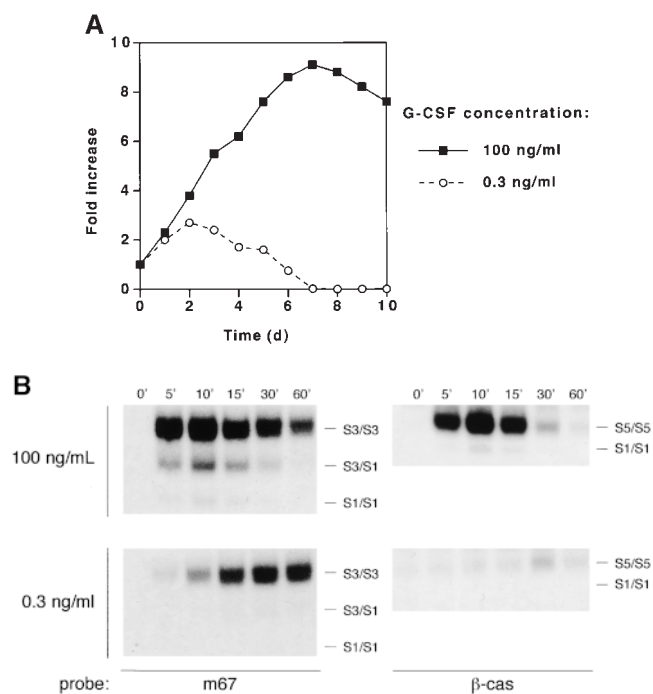 A
10
8
6
4
2
0
Fold increase
0 2 4 6 8 10
Time (d)
G-CSF concentration:
100 ng/ml
0.3 ng/ml
B
0' 5' 10' 15' 30' 60'
0' 5' 10' 15' 30' 60'
100 ng/mL
S3/S3
S3/S1
S1/S1
S5/S5
S1/S1
0.3 ng/ml
S3/S3
S3/S1
S1/S1
S5/S5
S1/S1
probe: m67 β-cas